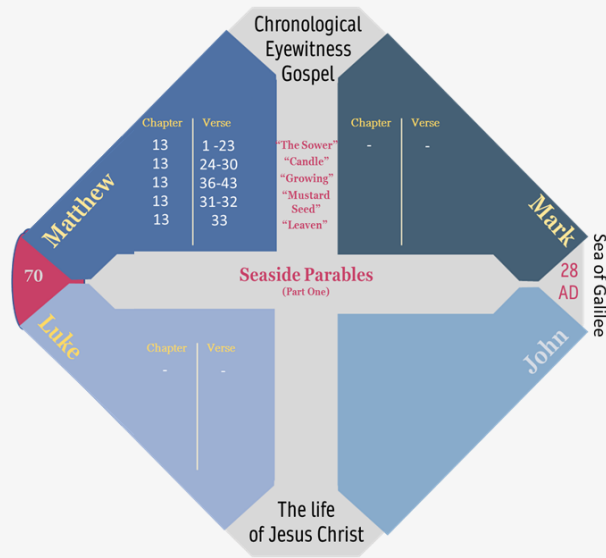 Chronological
Eyewitness
Gospel
Chapter Verse
13 1 -23
13 24-30
13 36-43
13 31-32
13 33
"The Sower"
"Candle"
"Growing"
"Mustard
Seed"
"Leaven"
Chapter Verse
- -
Matthew
Mark
70
Seaside Parables
(Part One)
28
AD
Sea of Galilee
Luke
Chapter Verse
- -
John
The life
of Jesus Christ